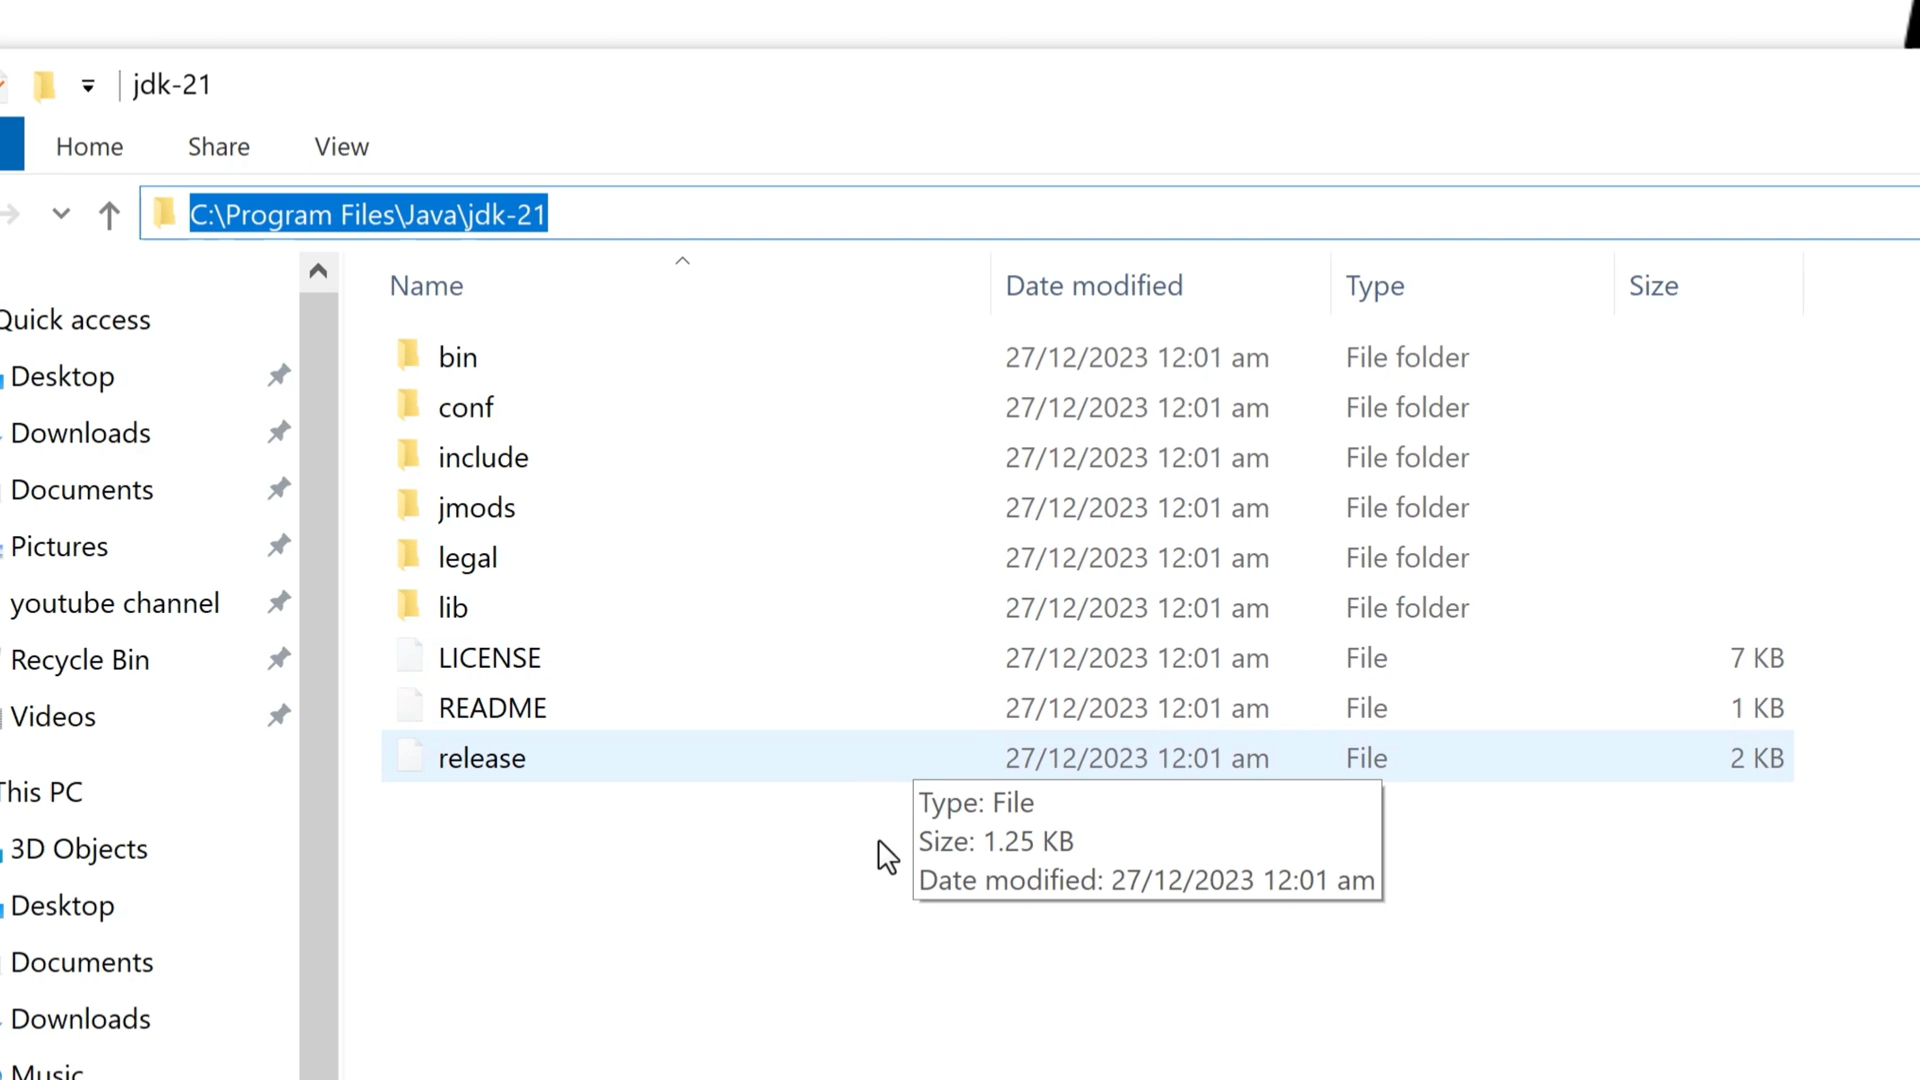 jdk-21
Home Share View
C:\Program Files\Java\jdk-21
Name Date modified Type Size
Quick access
Desktop
Downloads
Documents
Pictures
youtube channel
Recycle Bin
Videos
This PC
3D Objects
Desktop
Documents
Downloads
Music
bin 27/12/2023 12:01 am File folder
conf 27/12/2023 12:01 am File folder
include 27/12/2023 12:01 am File folder
jmods 27/12/2023 12:01 am File folder
legal 27/12/2023 12:01 am File folder
lib 27/12/2023 12:01 am File folder
LICENSE 27/12/2023 12:01 am File 7 KB
README 27/12/2023 12:01 am File 1 KB
release 27/12/2023 12:01 am File 2 KB
Type: File
Size: 1.25 KB
Date modified: 27/12/2023 12:01 am